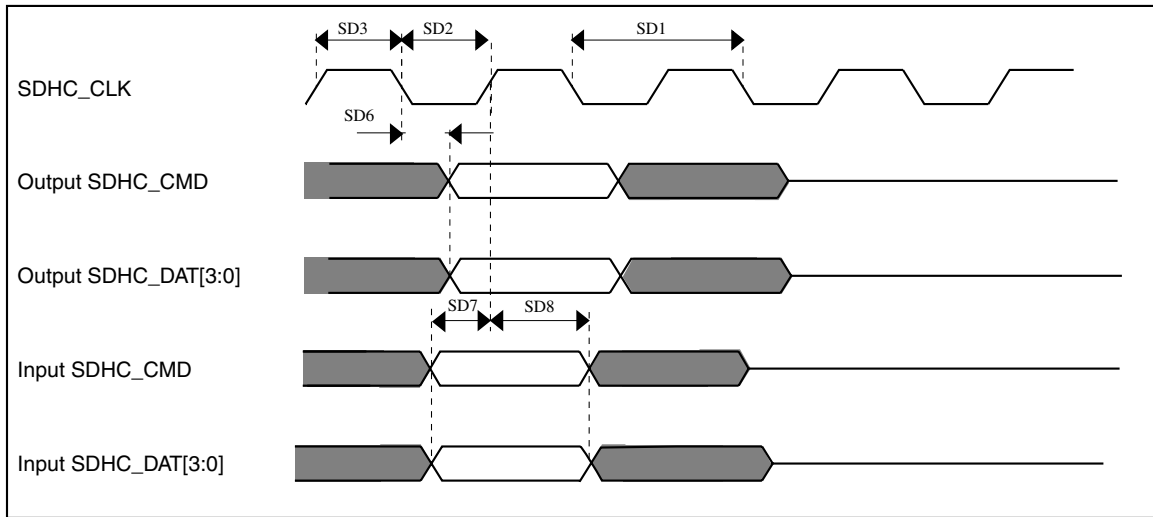 SD3 SD2 SD1
SDHC_CLK
SD6
Output SDHC_CMD
Output SDHC_DAT[3:0]
SD7 SD8
Input SDHC_CMD
Input SDHC_DAT[3:0]